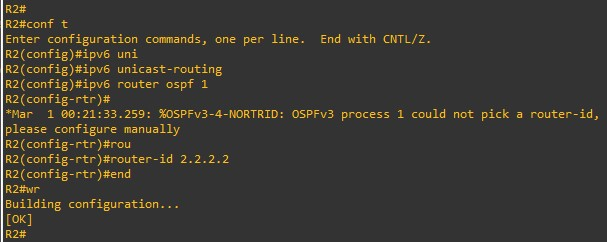 R2#
R2#conf t
Enter configuration commands, one per line.  End with CNTL/Z.
R2(config)#ipv6 uni
R2(config)#ipv6 unicast-routing
R2(config)#ipv6 router ospf 1
R2(config-rtr)#
*Mar  1 00:21:33.259: %OSPFv3-4-NORTRID: OSPFv3 process 1 could not pick a router-id,
please configure manually
R2(config-rtr)#rou
R2(config-rtr)#router-id 2.2.2.2
R2(config-rtr)#end
R2#wr
Building configuration...
[OK]
R2#